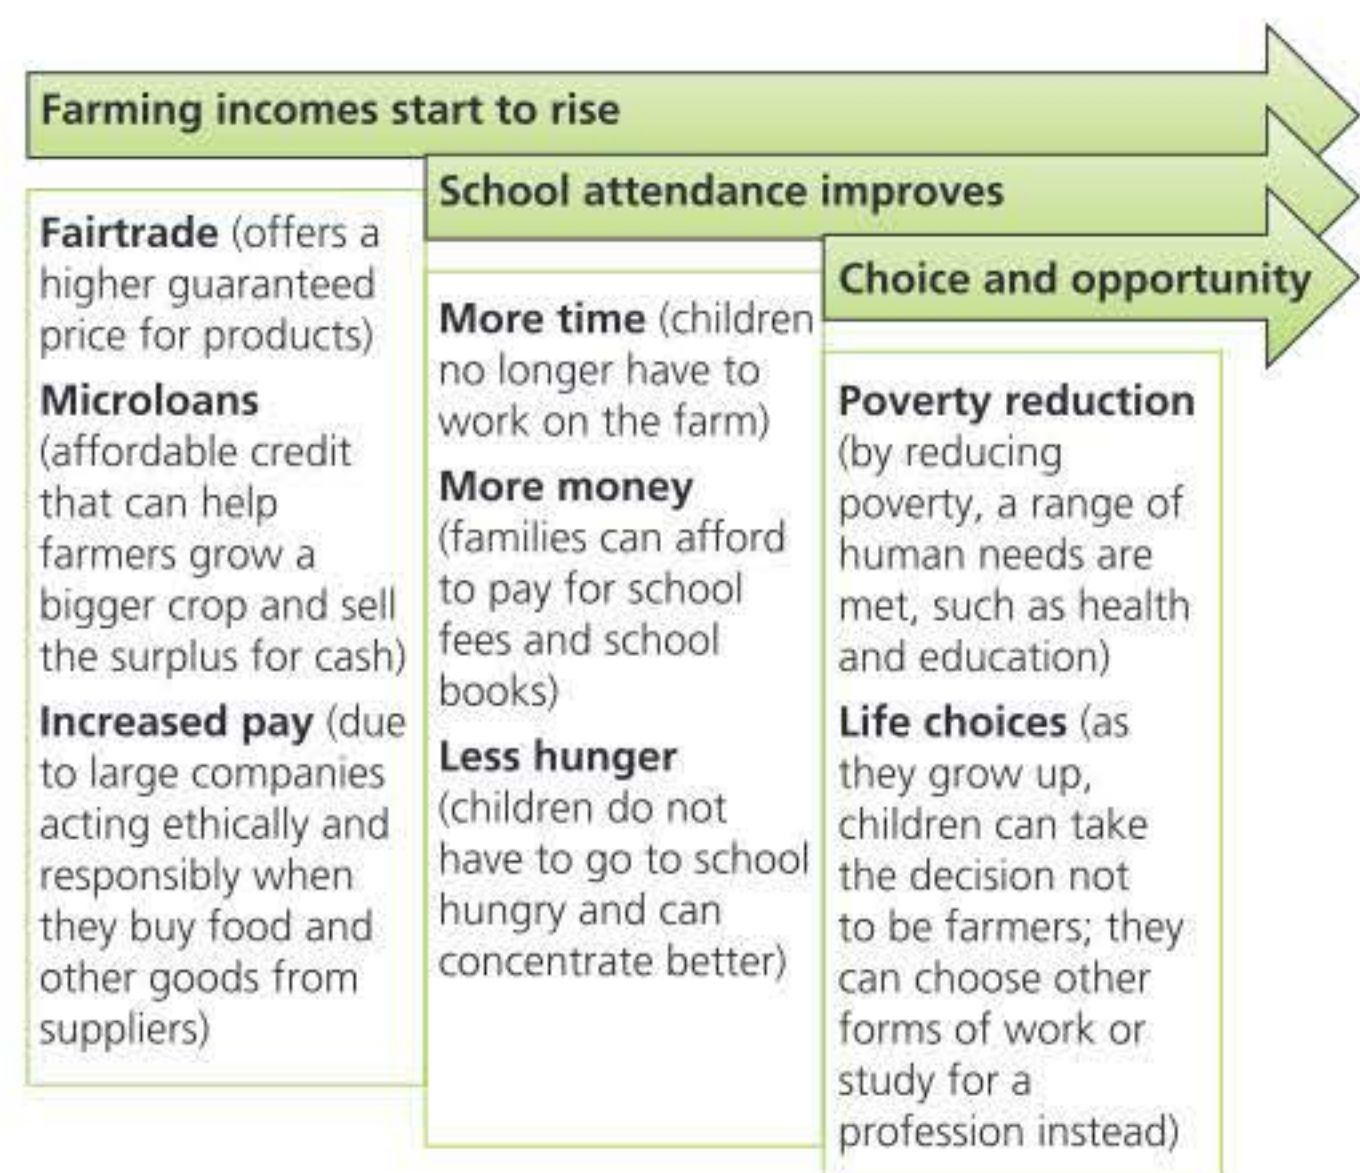 Farming incomes start to rise
Fairtrade (offers a
higher guaranteed
price for products)
Microloans
(affordable credit
that can help
farmers grow a
bigger crop and sell
the surplus for cash)
Increased pay (due
to large companies
acting ethically and
responsibly when
they buy food and
other goods from
suppliers)
School attendance improves
More time (children
no longer have to
work on the farm)
More money
(families can afford
to pay for school
fees and school
books)
Less hunger
(children do not
have to go to school
hungry and can
concentrate better)
Choice and opportunity
Poverty reduction
(by reducing
poverty, a range of
human needs are
met, such as health
and education)
Life choices (as
they grow up,
children can take
the decision not
to be farmers; they
can choose other
forms of work or
study for a
profession instead)